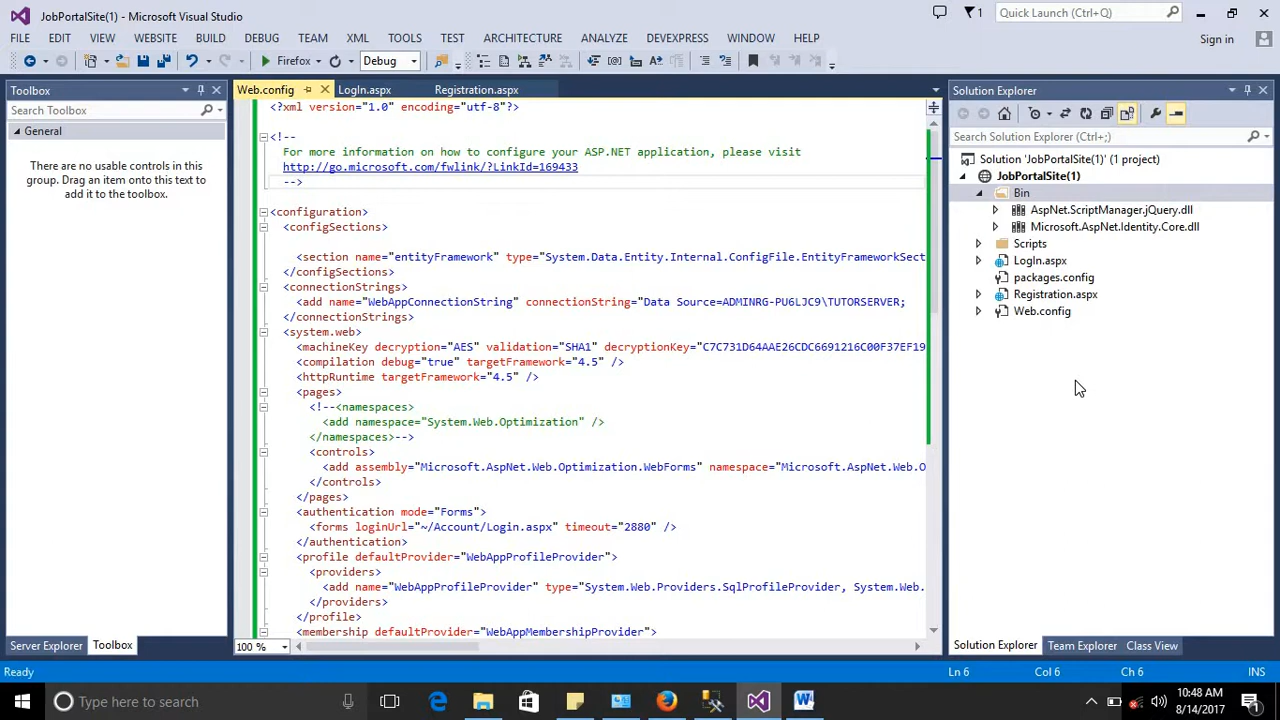 JobPortalSite(1) - Microsoft Visual Studio
1
Quick Launch (Ctrl+Q)
FILE EDIT VIEW WEBSITE BUILD DEBUG TEAM XML TOOLS TEST ARCHITECTURE ANALYZE DEVEXPRESS WINDOW HELP
Sign in
Firefox Debug
Toolbox
Search Toolbox
General
There are no usable controls in this
group. Drag an item onto this text to
add it to the toolbox.
Server Explorer Toolbox
Web.config LogIn.aspx Registration.aspx
<?xml version="1.0" encoding="utf-8"?>
<!--
For more information on how to configure your ASP.NET application, please visit
http://go.microsoft.com/fwlink/?LinkId=169433
-->
<configuration>
<configSections>
<section name="entityFramework" type="System.Data.Entity.Internal.ConfigFile.EntityFrameworkSect
</configSections>
<connectionStrings>
<add name="WebAppConnectionString" connectionString="Data Source=ADMINRG-PU6LJC9\TUTORSERVER;
</connectionStrings>
<system.web>
<machineKey decryption="AES" validation="SHA1" decryptionKey="C7C731D64AAE26CDC6691216C00F37EF19
<compilation debug="true" targetFramework="4.5" />
<httpRuntime targetFramework="4.5" />
<pages>
<!--<namespaces>
<add namespace="System.Web.Optimization" />
</namespaces>-->
<controls>
<add assembly="Microsoft.AspNet.Web.Optimization.WebForms" namespace="Microsoft.AspNet.Web.O
</controls>
</pages>
<authentication mode="Forms">
<forms loginUrl="~/Account/Login.aspx" timeout="2880" />
</authentication>
<profile defaultProvider="WebAppProfileProvider">
<providers>
<add name="WebAppProfileProvider" type="System.Web.Providers.SqlProfileProvider, System.Web.
</providers>
</profile>
<membership defaultProvider="WebAppMembershipProvider">
100 %
Solution Explorer
Search Solution Explorer (Ctrl+;)
Solution 'JobPortalSite(1)' (1 project)
JobPortalSite(1)
Bin
AspNet.ScriptManager.jQuery.dll
Microsoft.AspNet.Identity.Core.dll
Scripts
LogIn.aspx
packages.config
Registration.aspx
Web.config
Solution Explorer Team Explorer Class View
Ready Ln 6 Col 6 Ch 6 INS
Type here to search
10:48 AM
8/14/2017
1